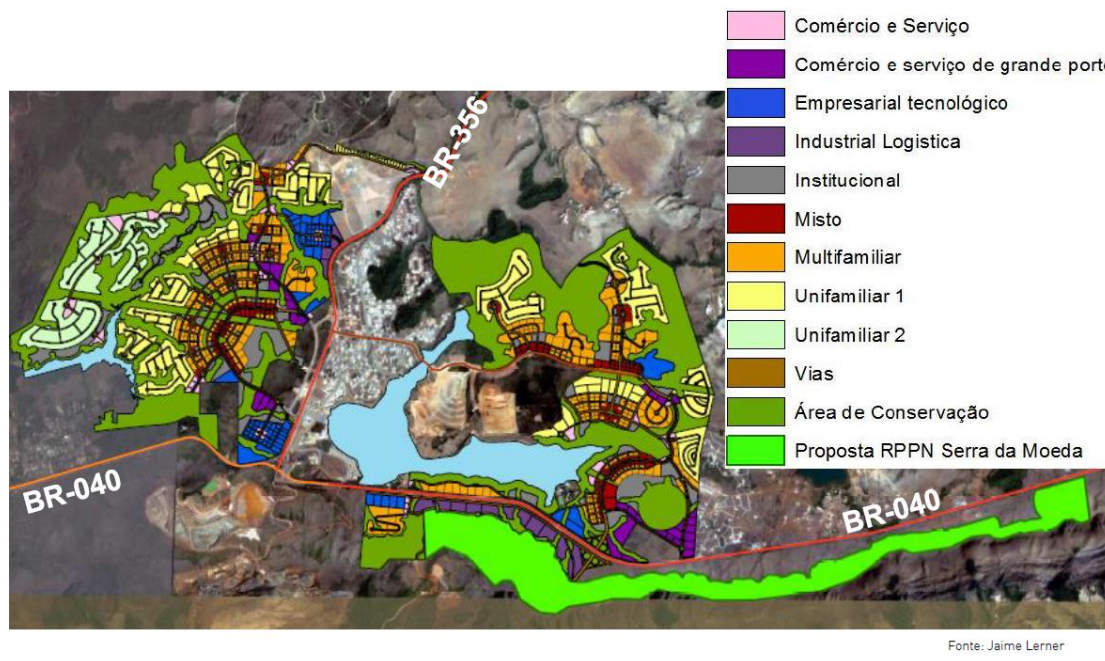 Comércio e Serviço
Comércio e serviço de grande porte
Empresarial tecnológico
Industrial Logistica
Institucional
Misto
Multifamiliar
Unifamiliar 1
Unifamiliar 2
Vias
Área de Conservação
Proposta RPPN Serra da Moeda
BR-356
BR-040
BR-040
Fonte: Jaime Lerner